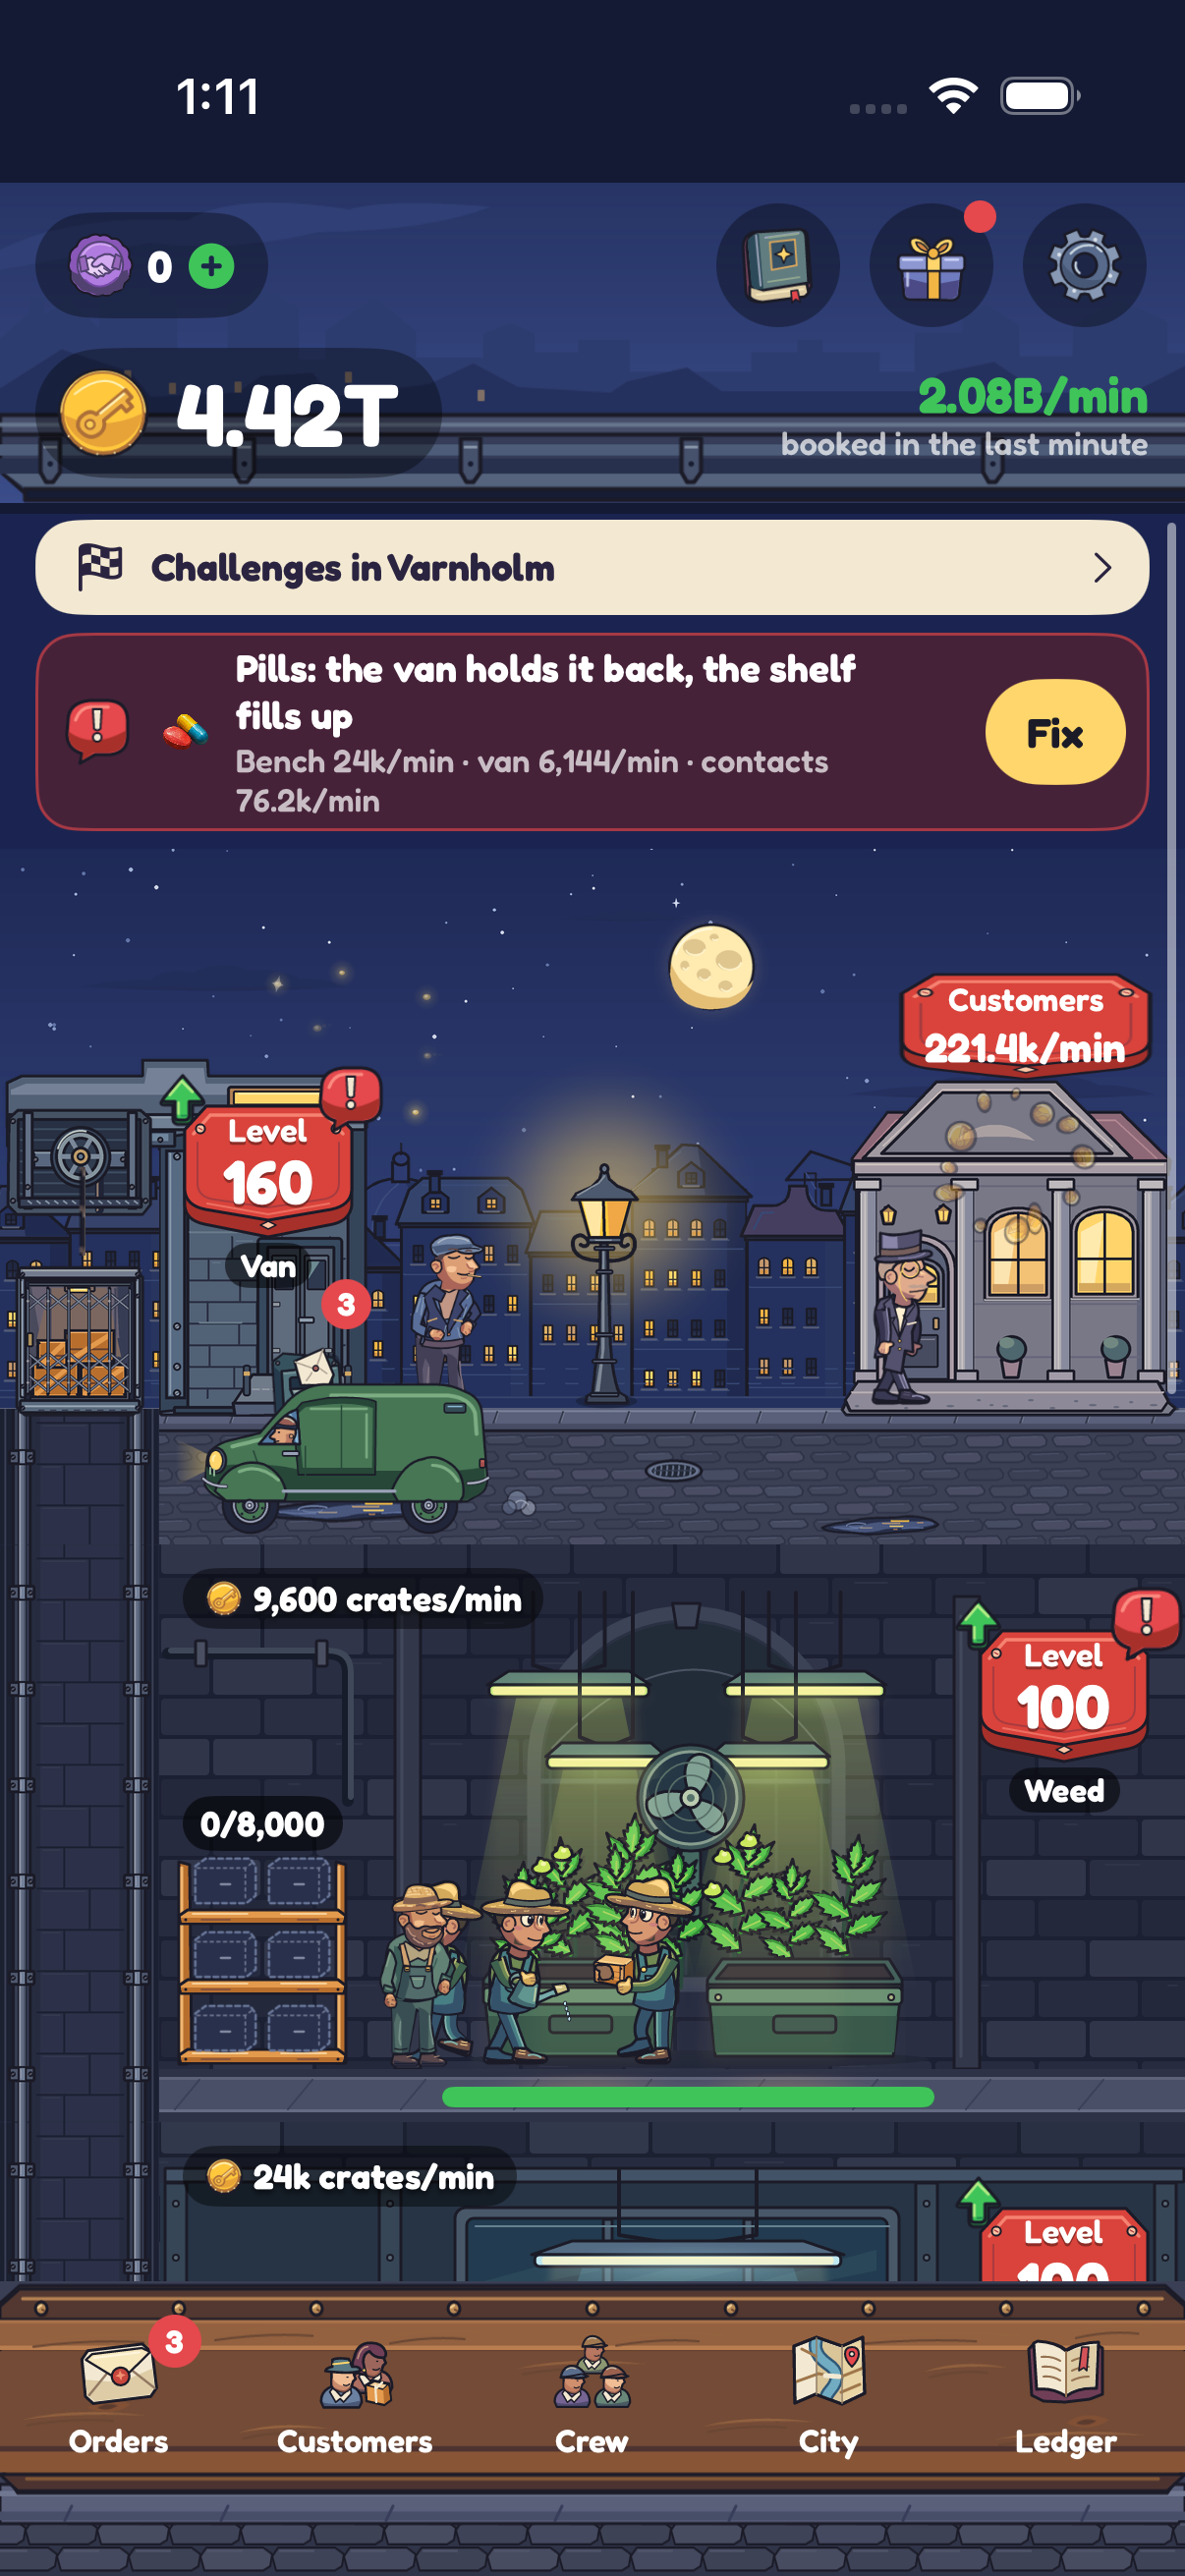 1:11
0
4.42T
2.08B/min
booked in the last minute
Challenges in Varnholm
Pills: the van holds it back, the shelf
fills up
Bench 24k/min · van 6,144/min · contacts
76.2k/min
Fix
Customers
221.4k/min
Level
160
Van
3
9,600 crates/min
Level
100
Weed
0/8,000
24k crates/min
Level
100
3
Orders
Customers
Crew
City
Ledger